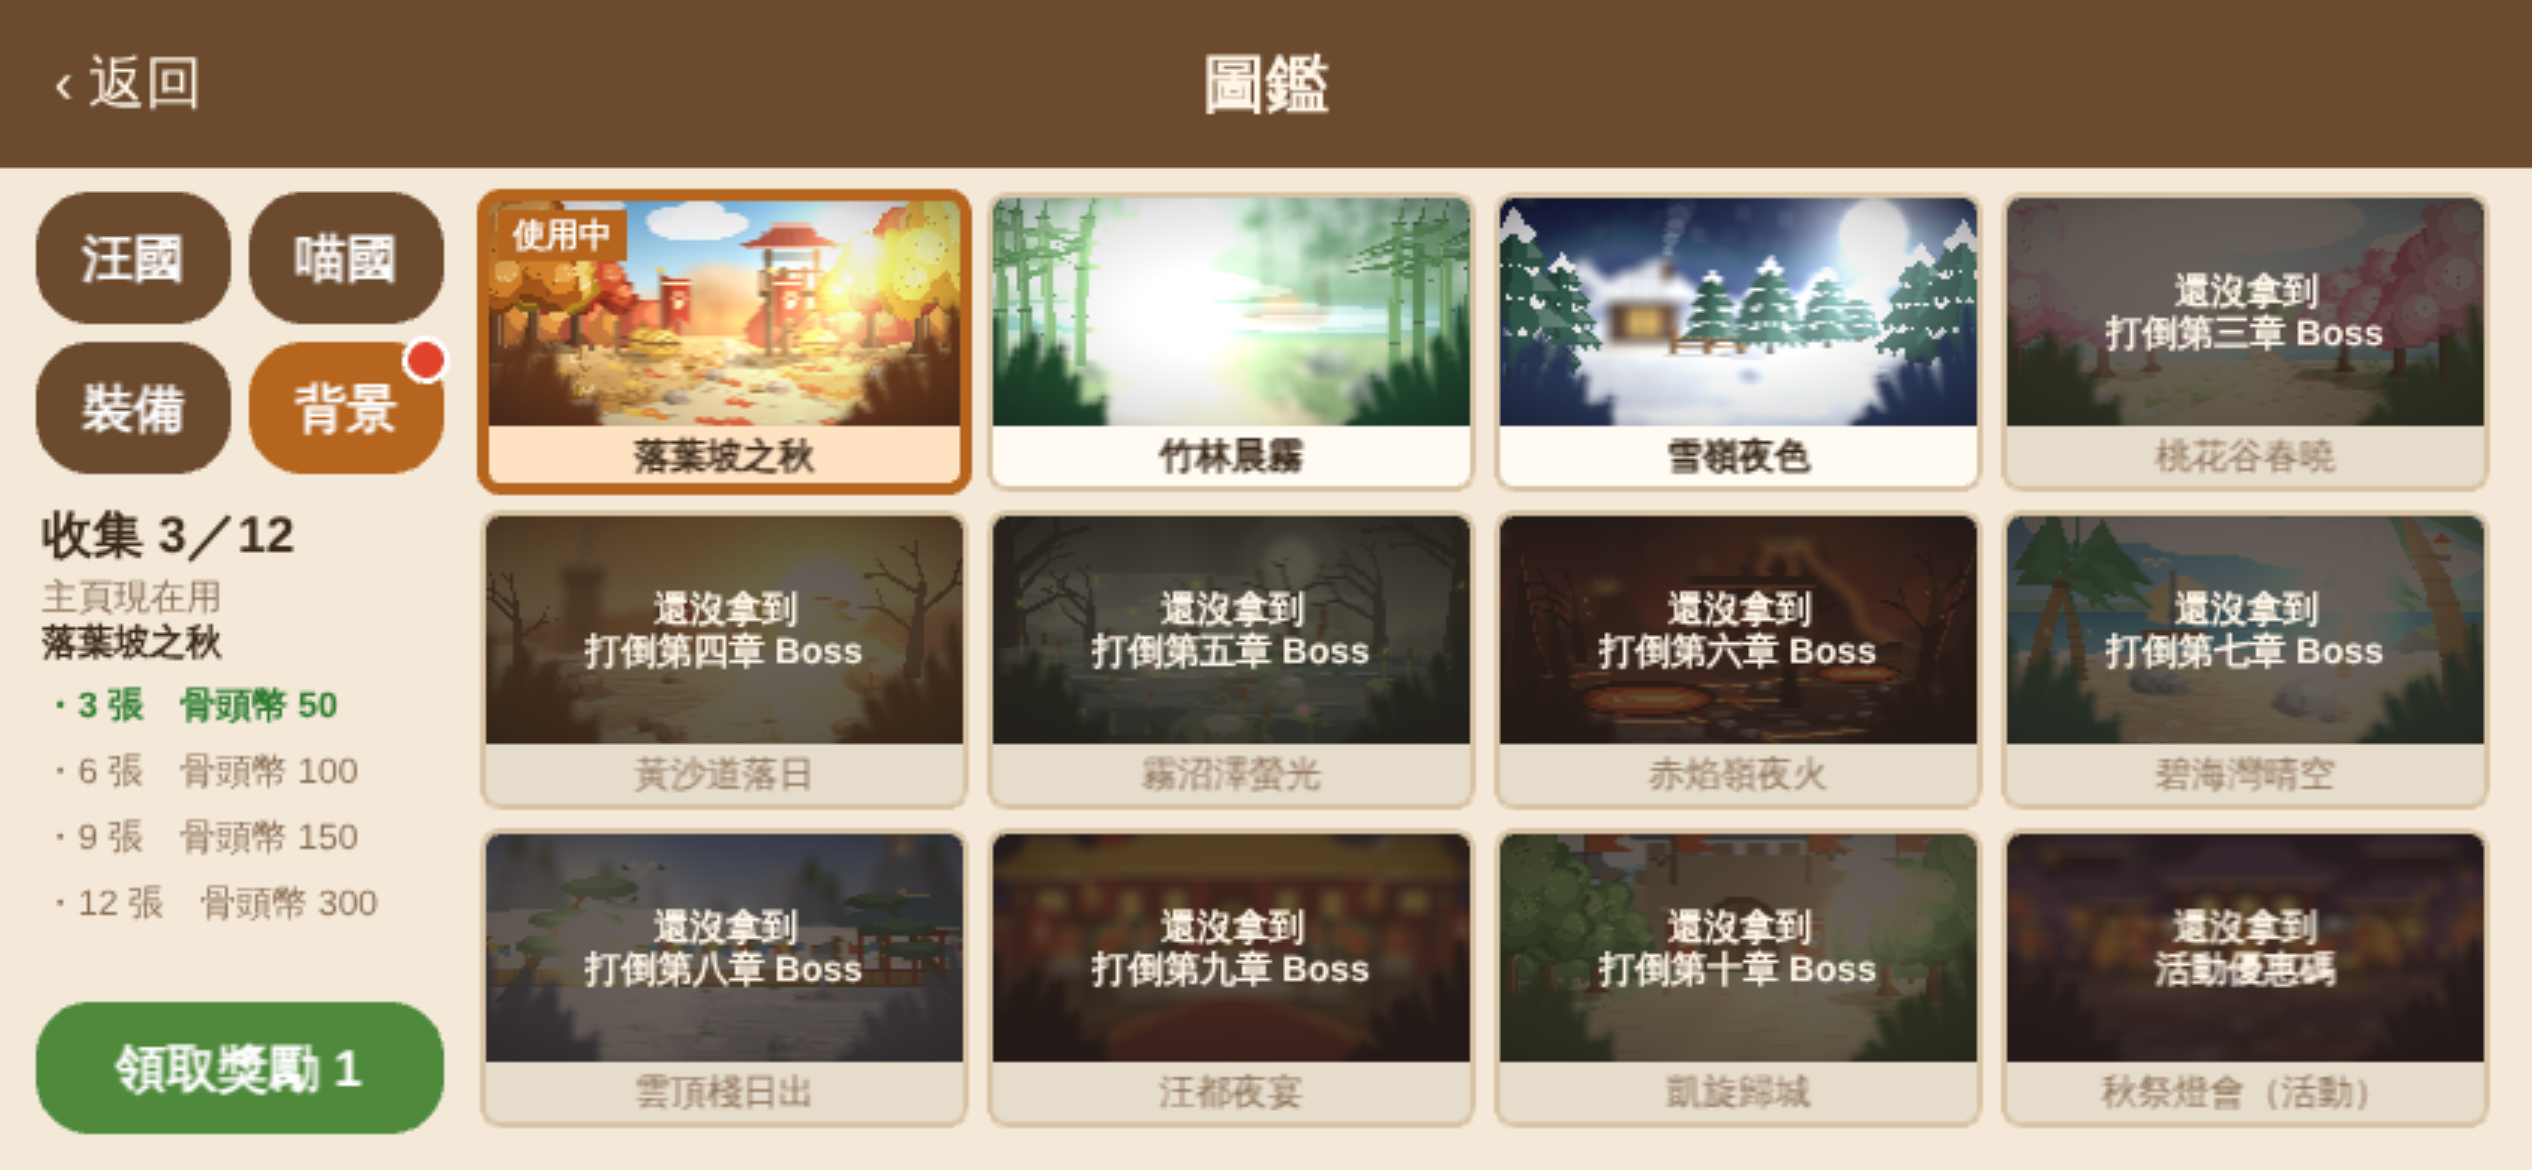 ‹ 返回
圖鑑
汪國
喵國
裝備
背景
收集 3／12
主頁現在用
落葉坡之秋
・3 張 骨頭幣 50
・6 張 骨頭幣 100
・9 張 骨頭幣 150
・12 張 骨頭幣 300
領取獎勵 1
使用中
落葉坡之秋
竹林晨霧
雪嶺夜色
還沒拿到
打倒第三章 Boss
桃花谷春曉
還沒拿到
打倒第四章 Boss
黃沙道落日
還沒拿到
打倒第五章 Boss
霧沼澤螢光
還沒拿到
打倒第六章 Boss
赤焰嶺夜火
還沒拿到
打倒第七章 Boss
碧海灣晴空
還沒拿到
打倒第八章 Boss
雲頂棧日出
還沒拿到
打倒第九章 Boss
汪都夜宴
還沒拿到
打倒第十章 Boss
凱旋歸城
還沒拿到
活動優惠碼
秋祭燈會（活動）